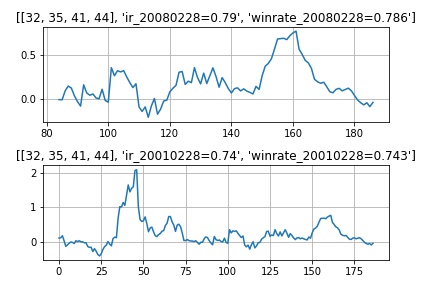 [[32, 35, 41, 44], 'ir_20080228=0.79', 'winrate_20080228=0.786']
0.5
0.0
80 100 120 140 160 180
[[32, 35, 41, 44], 'ir_20010228=0.74', 'winrate_20010228=0.743']
2
1
0
0 25 50 75 100 125 150 175